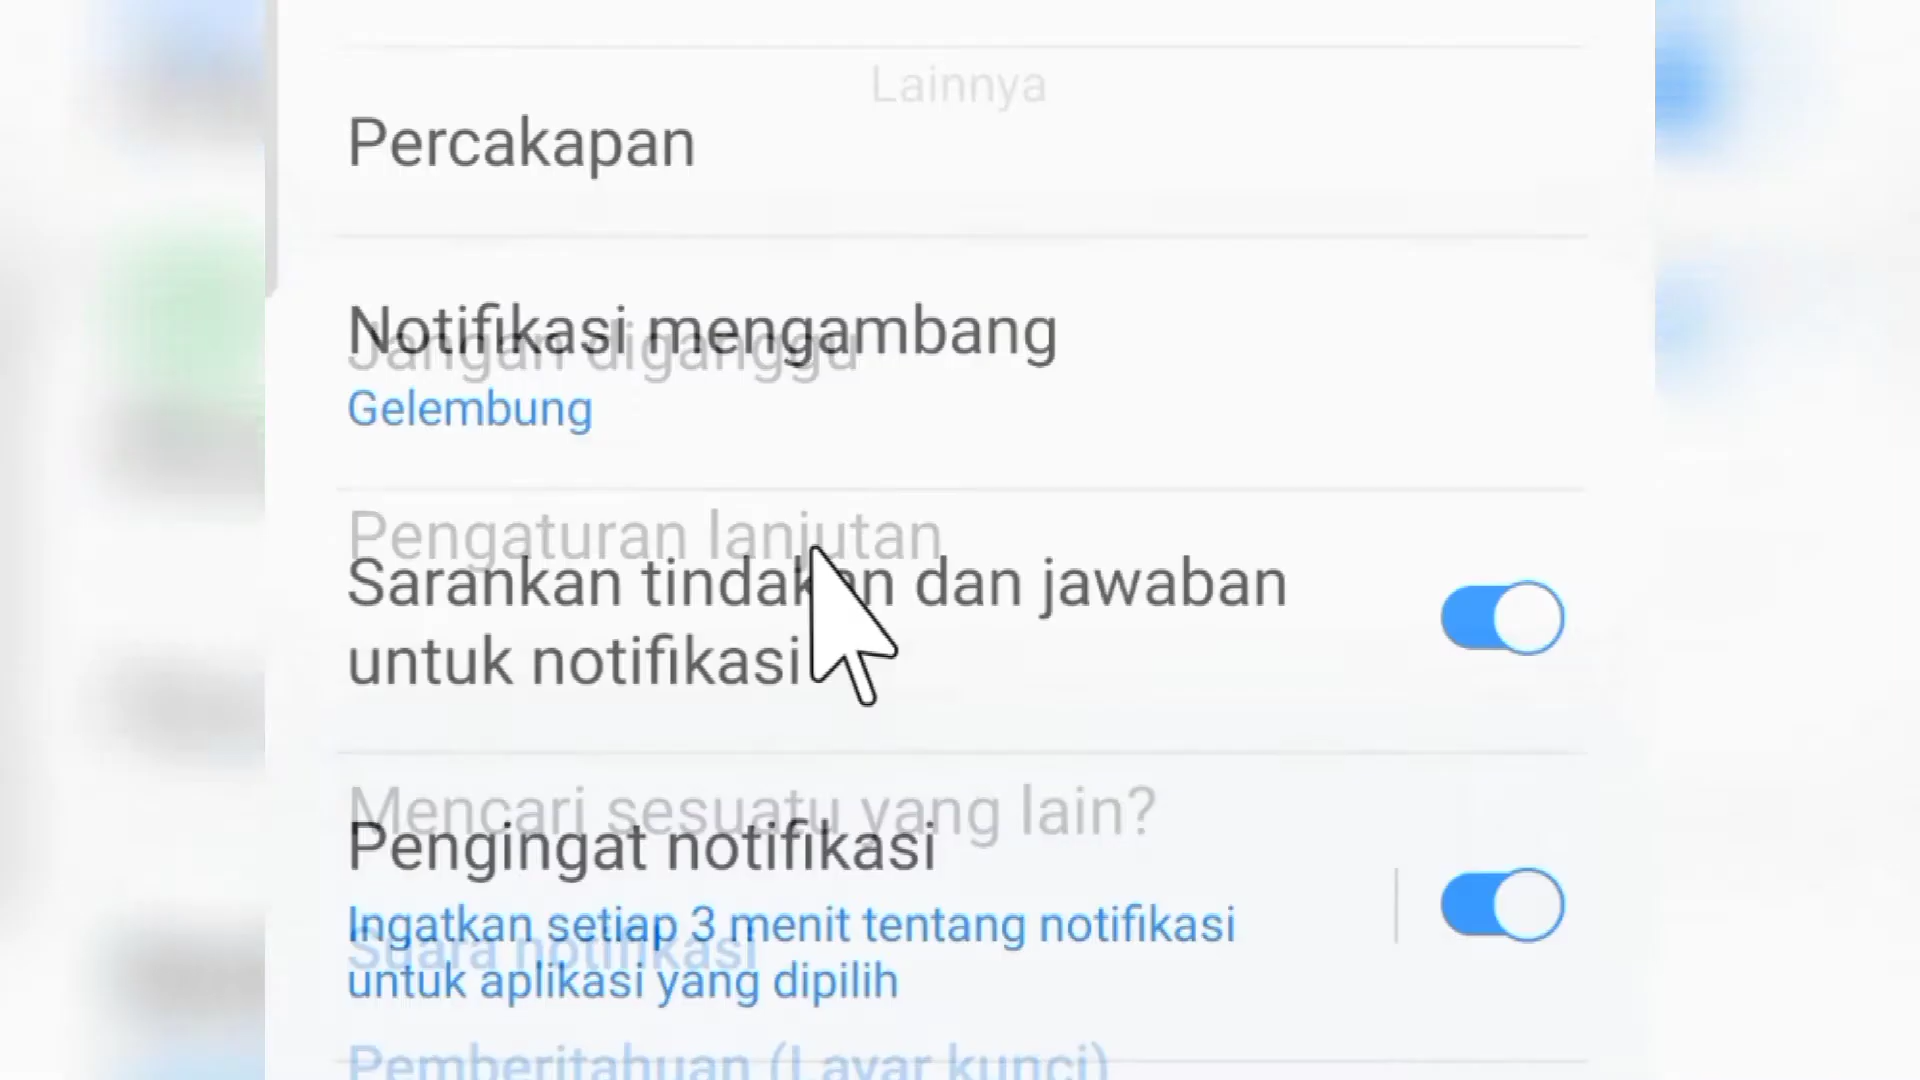 Lainnya
Percakapan
Notifikasi mengambang
Jangan diganggu
Gelembung
Pengaturan lanjutan
Sarankan tindakan dan jawaban
untuk notifikasi
Mencari sesuatu yang lain?
Pengingat notifikasi
Ingatkan setiap 3 menit tentang notifikasi
Suara notifikasi
untuk aplikasi yang dipilih
Pemberitahuan (Layar kunci)